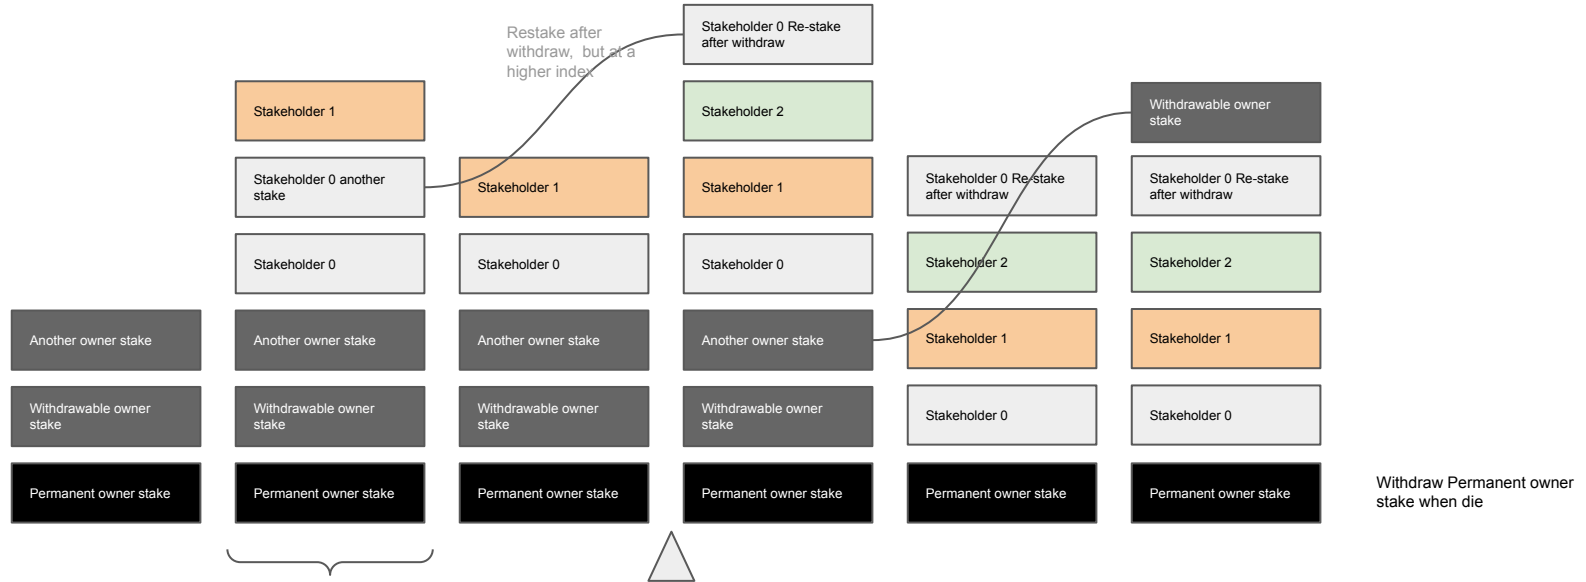 Restake after
withdraw,  but at a
higher index
Stakeholder 0 Re-stake
after withdraw
Stakeholder 1
Stakeholder 2
Withdrawable owner
stake
Stakeholder 0 another
stake
Stakeholder 1
Stakeholder 1
Stakeholder 0 Re-stake
after withdraw
Stakeholder 0 Re-stake
after withdraw
Stakeholder 0
Stakeholder 0
Stakeholder 0
Stakeholder 2
Stakeholder 2
Another owner stake
Another owner stake
Another owner stake
Another owner stake
Stakeholder 1
Stakeholder 1
Withdrawable owner
stake
Withdrawable owner
stake
Withdrawable owner
stake
Withdrawable owner
stake
Stakeholder 0
Stakeholder 0
Permanent owner stake
Permanent owner stake
Permanent owner stake
Permanent owner stake
Permanent owner stake
Permanent owner stake
Withdraw Permanent owner
stake when die